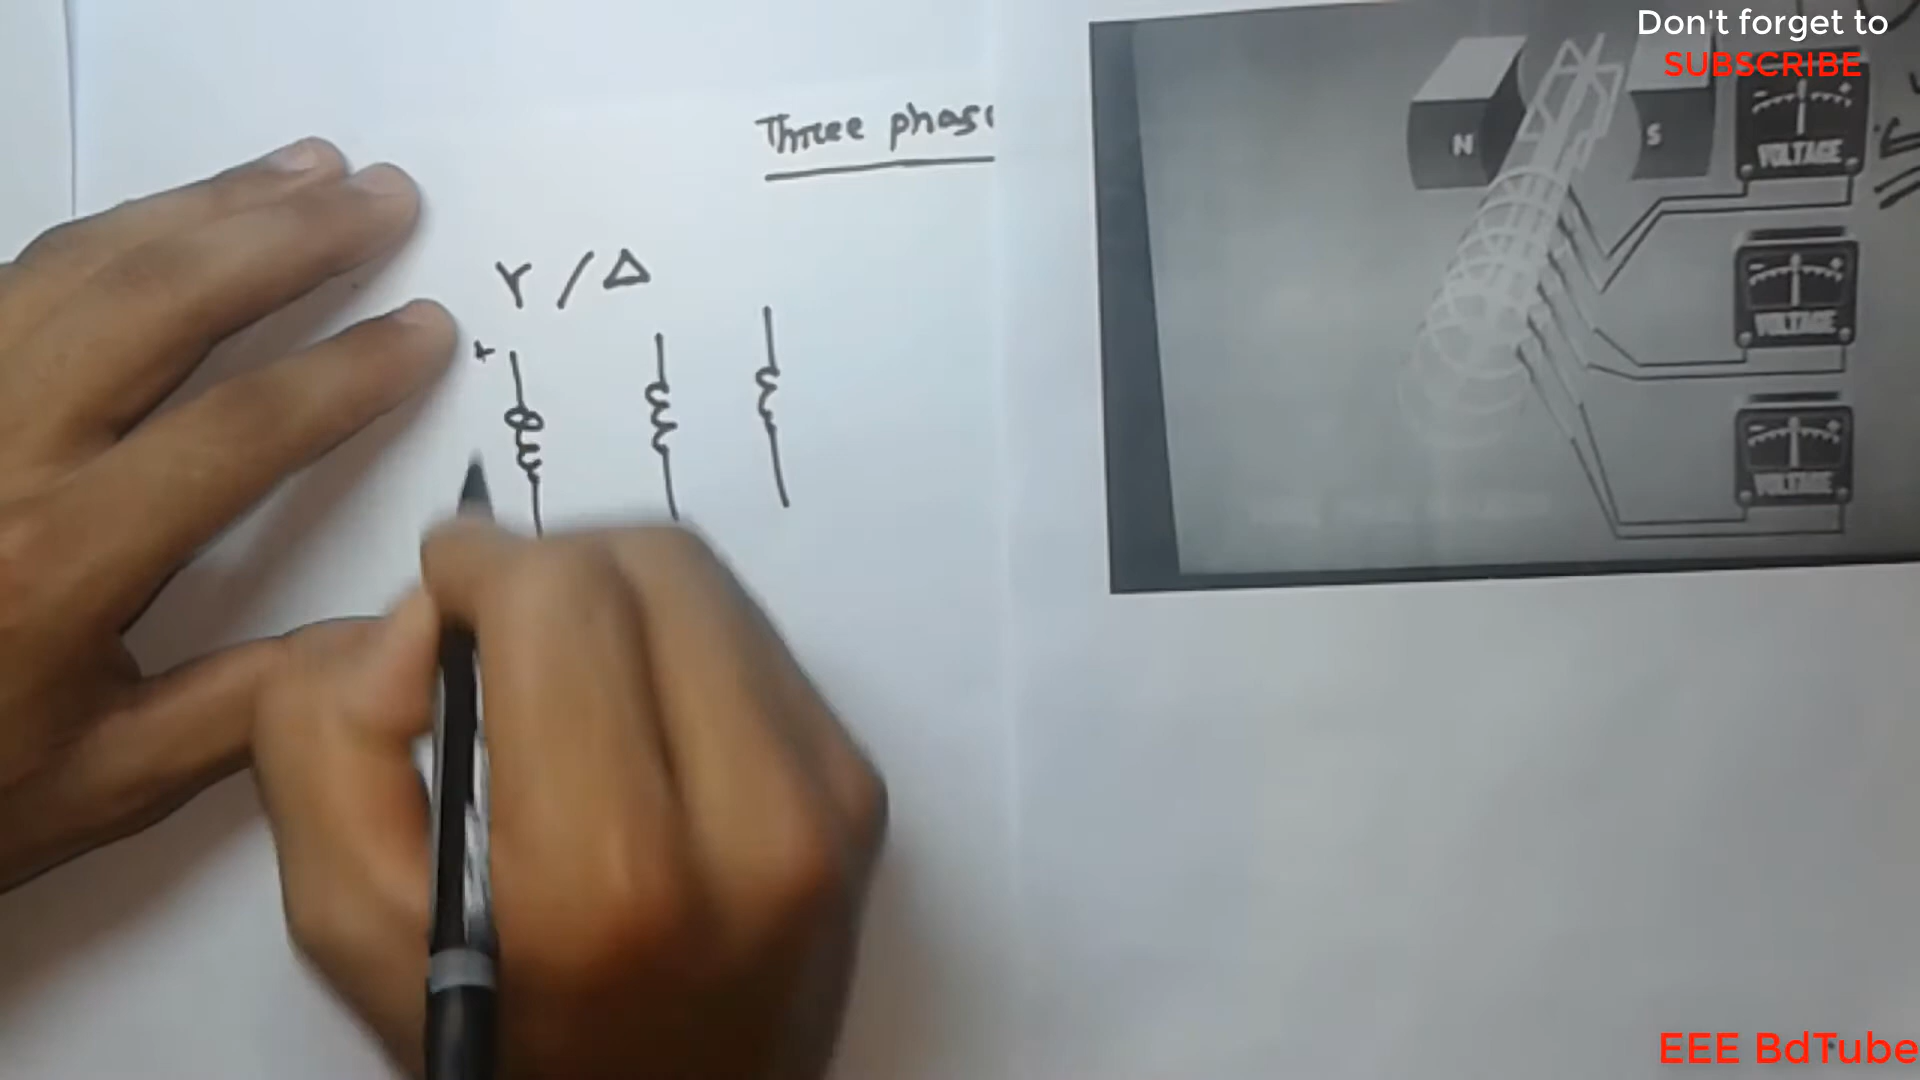 Don't forget to
SUBSCRIBE
Three phas
Y / Δ
+
N
S
- +
VOLTAGE
- +
VOLTAGE
- +
VOLTAGE
EEE BdTube